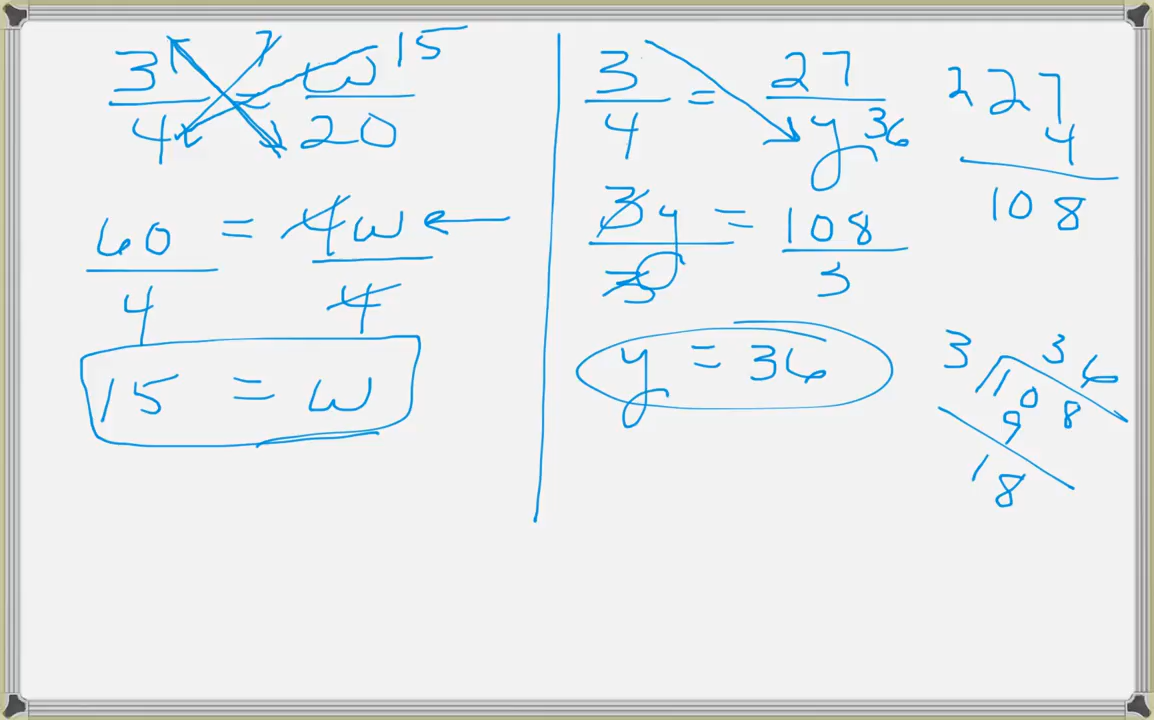 3/4 = w/20 15
60/4 = 4w/4
15 = w
3/4 = 27/y 36
3y/3 = 108/3
y = 36
2 27
4
108
36
3 108
9
18